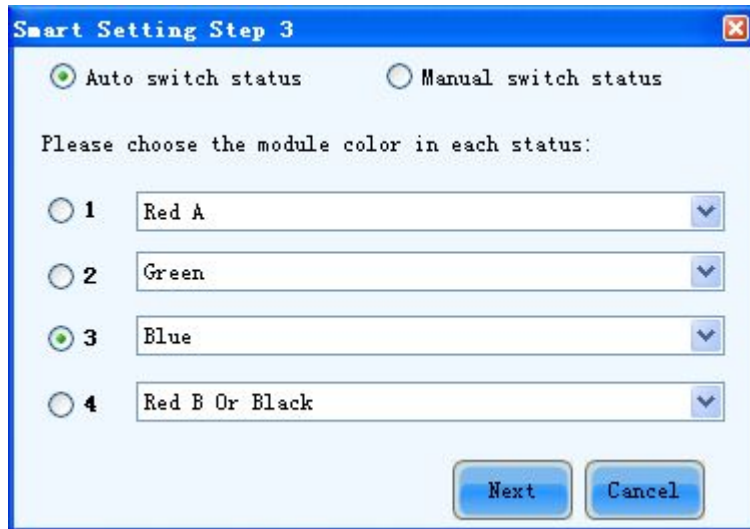 Smart Setting Step 3
Auto switch status Manual switch status
Please choose the module color in each status:
1 Red A
2 Green
3 Blue
4 Red B Or Black
Next Cancel